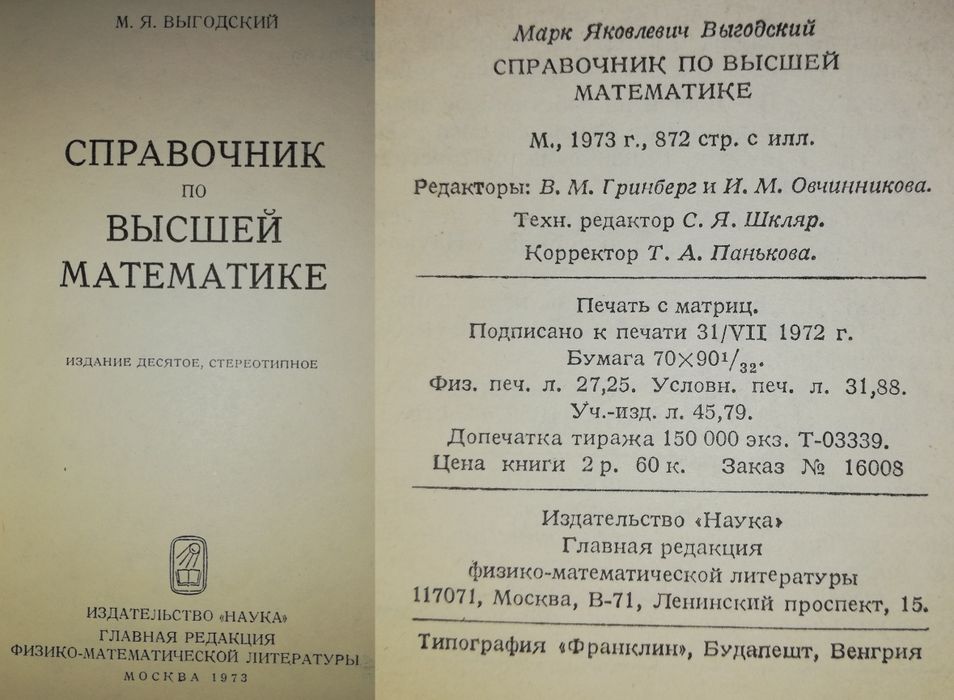 М. Я. ВЫГОДСКИЙ
СПРАВОЧНИК
ПО
ВЫСШЕЙ
МАТЕМАТИКЕ
ИЗДАНИЕ ДЕСЯТОЕ, СТЕРЕОТИПНОЕ
ИЗДАТЕЛЬСТВО «НАУКА»
ГЛАВНАЯ РЕДАКЦИЯ
ФИЗИКО-МАТЕМАТИЧЕСКОЙ ЛИТЕРАТУРЫ
МОСКВА 1973
Марк Яковлевич Выгодский
СПРАВОЧНИК ПО ВЫСШЕЙ
МАТЕМАТИКЕ
М., 1973 г., 872 стр. с илл.
Редакторы: В. М. Гринберг и И. М. Овчинникова.
Техн. редактор С. Я. Шкляр.
Корректор Т. А. Панькова.
Печать с матриц.
Подписано к печати 31/VII 1972 г.
Бумага 70×90¹/₃₂.
Физ. печ. л. 27,25. Условн. печ. л. 31,88.
Уч.-изд. л. 45,79.
Допечатка тиража 150 000 экз. Т-03339.
Цена книги 2 р. 60 к. Заказ № 16008
Издательство «Наука»
Главная редакция
физико-математической литературы
117071, Москва, В-71, Ленинский проспект, 15.
Типография «Франклин», Будапешт, Венгрия